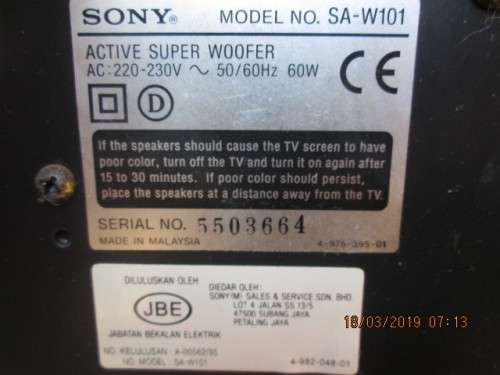 SONY MODEL NO. SA-W101
ACTIVE SUPER WOOFER
AC:220-230V ~ 50/60Hz 60W
CE
D
If the speakers should cause the TV screen to have
poor color, turn off the TV and turn it on again after
15 to 30 minutes. If poor color should persist,
place the speakers at a distance away from the TV.
SERIAL NO. 5503664
MADE IN MALAYSIA 4-976-395-01
DILULUSKAN OLEH
JBE
JABATAN BEKALAN ELEKTRIK
NO. KELULUSAN : A-00562/95
NO. MODEL : SA-W101
DIEDAR OLEH :
SONY(M) SALES & SERVICE SDN. BHD.
LOT 4 JALAN SS 13/5
47500 SUBANG JAYA
PETALING JAYA
4-982-048-01
18/03/2019 07:13